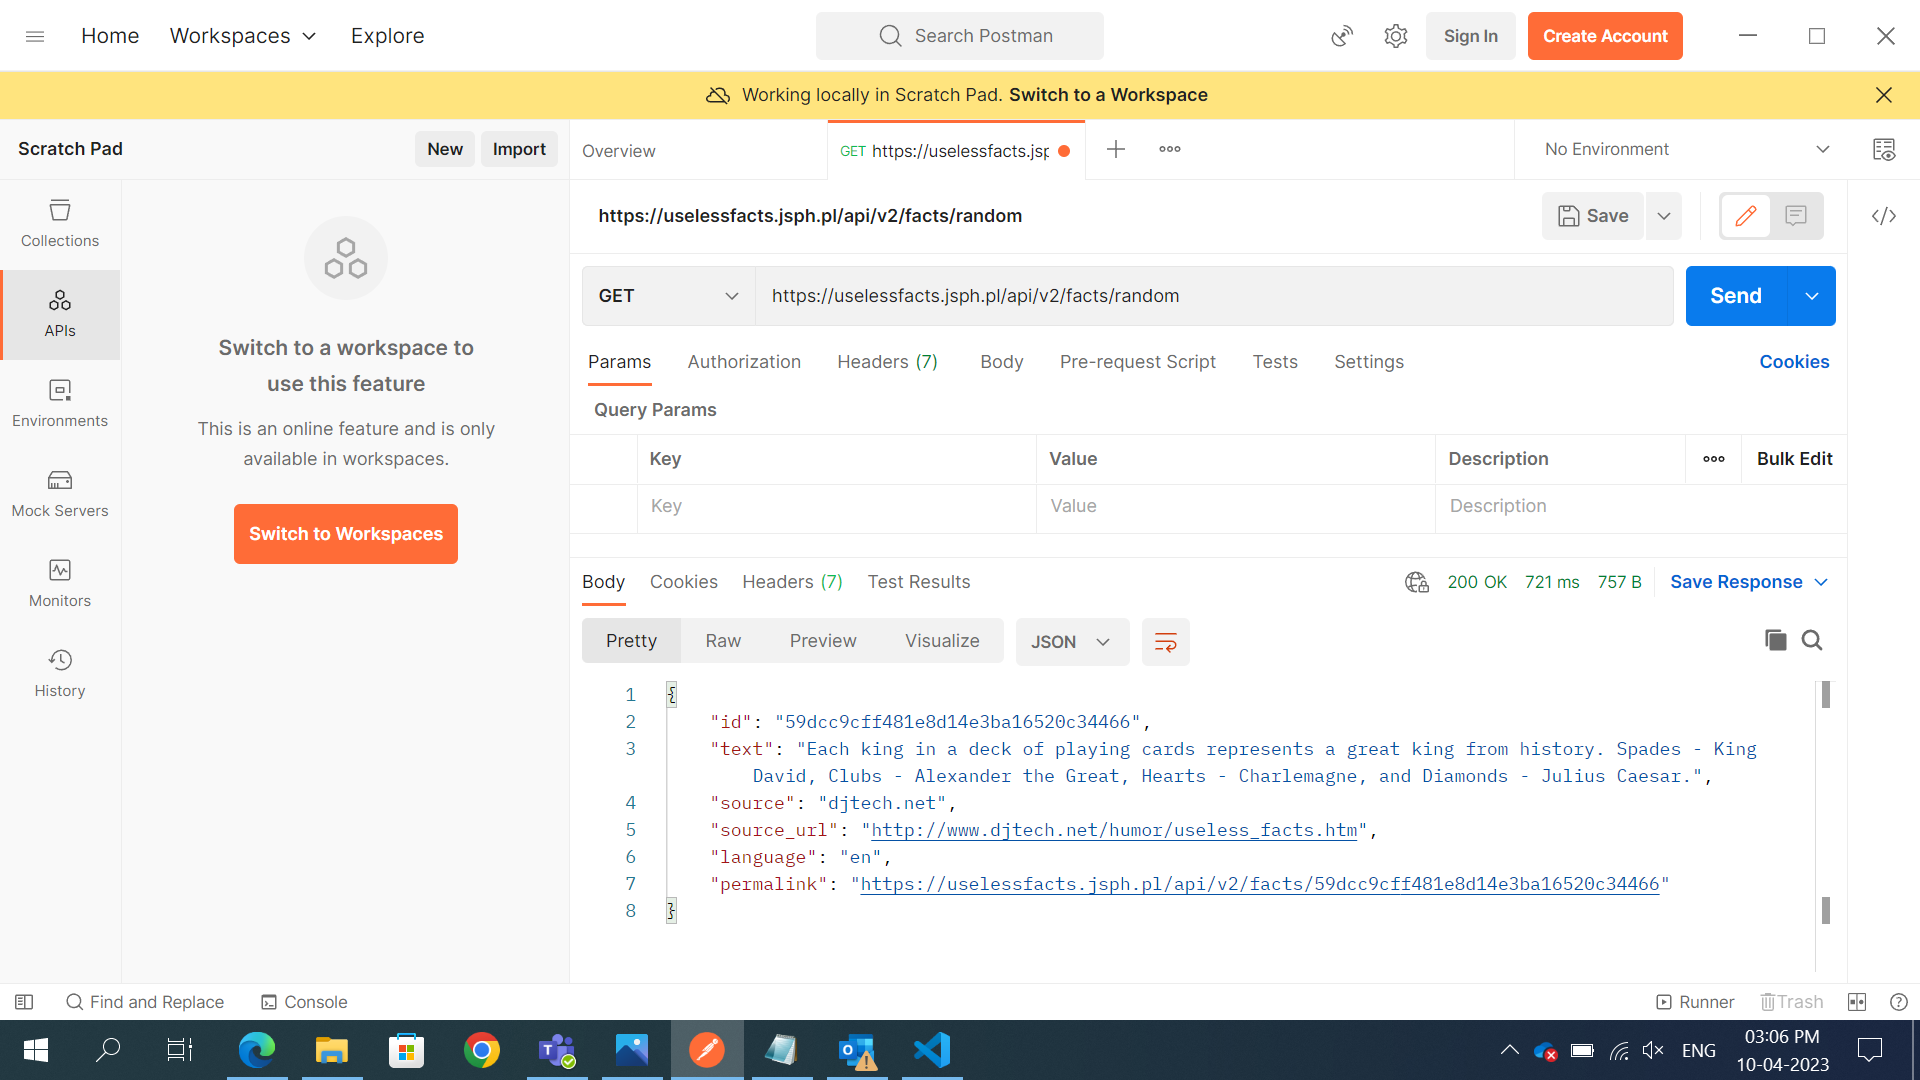 Home Workspaces Explore Search Postman Sign In Create Account
Working locally in Scratch Pad. Switch to a Workspace
Scratch Pad New Import Overview GET https://uselessfacts.jsp No Environment
https://uselessfacts.jsph.pl/api/v2/facts/random Save
Collections
APIs
Environments
Mock Servers
Monitors
History
Switch to a workspace to
use this feature
This is an online feature and is only
available in workspaces.
Switch to Workspaces
GET https://uselessfacts.jsph.pl/api/v2/facts/random Send
Params Authorization Headers (7) Body Pre-request Script Tests Settings Cookies
Query Params
Key Value Description Bulk Edit
Key Value Description
Body Cookies Headers (7) Test Results 200 OK 721 ms 757 B Save Response
Pretty Raw Preview Visualize JSON
1 {
2 "id": "59dcc9cff481e8d14e3ba16520c34466",
3 "text": "Each king in a deck of playing cards represents a great king from history. Spades - King
David, Clubs - Alexander the Great, Hearts - Charlemagne, and Diamonds - Julius Caesar.",
4 "source": "djtech.net",
5 "source_url": "http://www.djtech.net/humor/useless_facts.htm",
6 "language": "en",
7 "permalink": "https://uselessfacts.jsph.pl/api/v2/facts/59dcc9cff481e8d14e3ba16520c34466"
8 }
Find and Replace Console Runner Trash
ENG 03:06 PM
10-04-2023